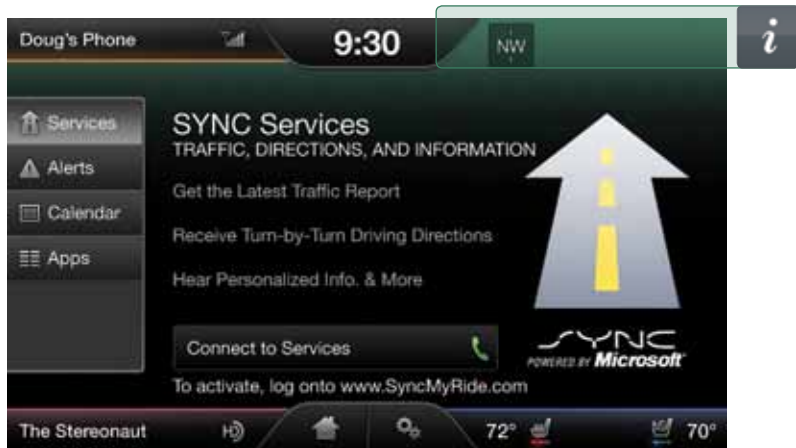 Doug's Phone
9:30
NW
i
Services
Alerts
Calendar
Apps
SYNC Services
TRAFFIC, DIRECTIONS, AND INFORMATION
Get the Latest Traffic Report
Receive Turn-by-Turn Driving Directions
Hear Personalized Info. & More
Connect to Services
To activate, log onto www.SyncMyRide.com
SYNC
POWERED BY Microsoft
The Stereonaut
HD
72°
70°